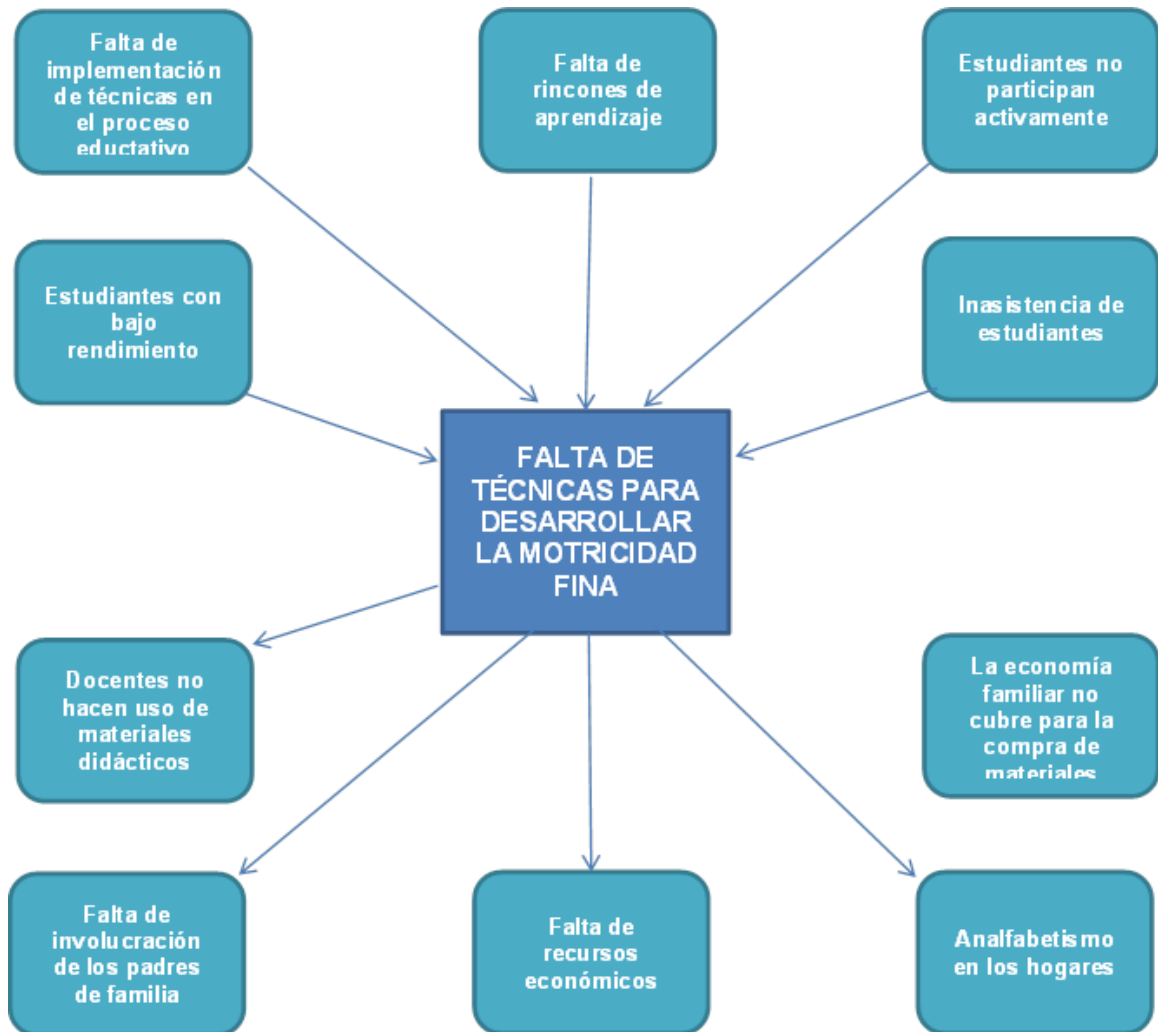 Falta de
implementación
de técnicas en
el proceso
eductativo
Falta de
rincones de
aprendizaje
Estudiantes no
participan
activamente
Estudiantes con
bajo
rendimiento
Inasistencia de
estudiantes
FALTA DE
TÉCNICAS PARA
DESARROLLAR
LA MOTRICIDAD
FINA
Docentes no
hacen uso de
materiales
didácticos
La economía
familiar no
cubre para la
compra de
materiales
Falta de
involucración
de los padres
de familia
Falta de
recursos
económicos
Analfabetismo
en los hogares